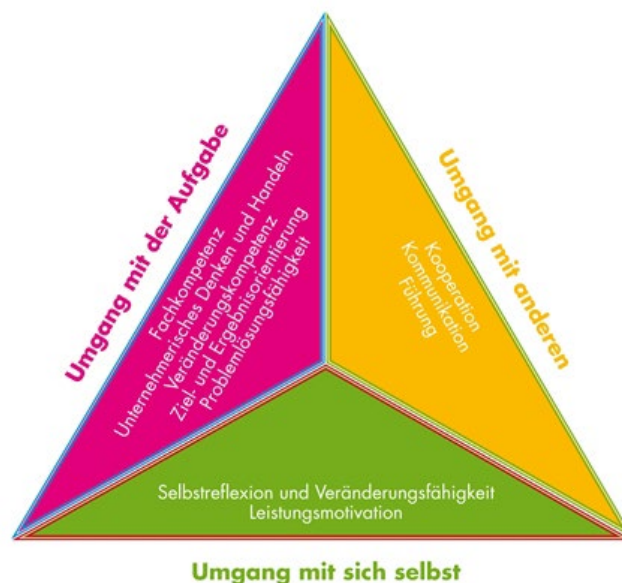 Umgang mit der Aufgabe
Fachkompetenz
Unternehmerisches Denken und Handeln
Veränderungskompetenz
Ziel- und Ergebnisorientierung
Problemlösungsfähigkeit
Umgang mit anderen
Kooperation
Kommunikation
Führung
Selbstreflexion und Veränderungsfähigkeit
Leistungsmotivation
Umgang mit sich selbst